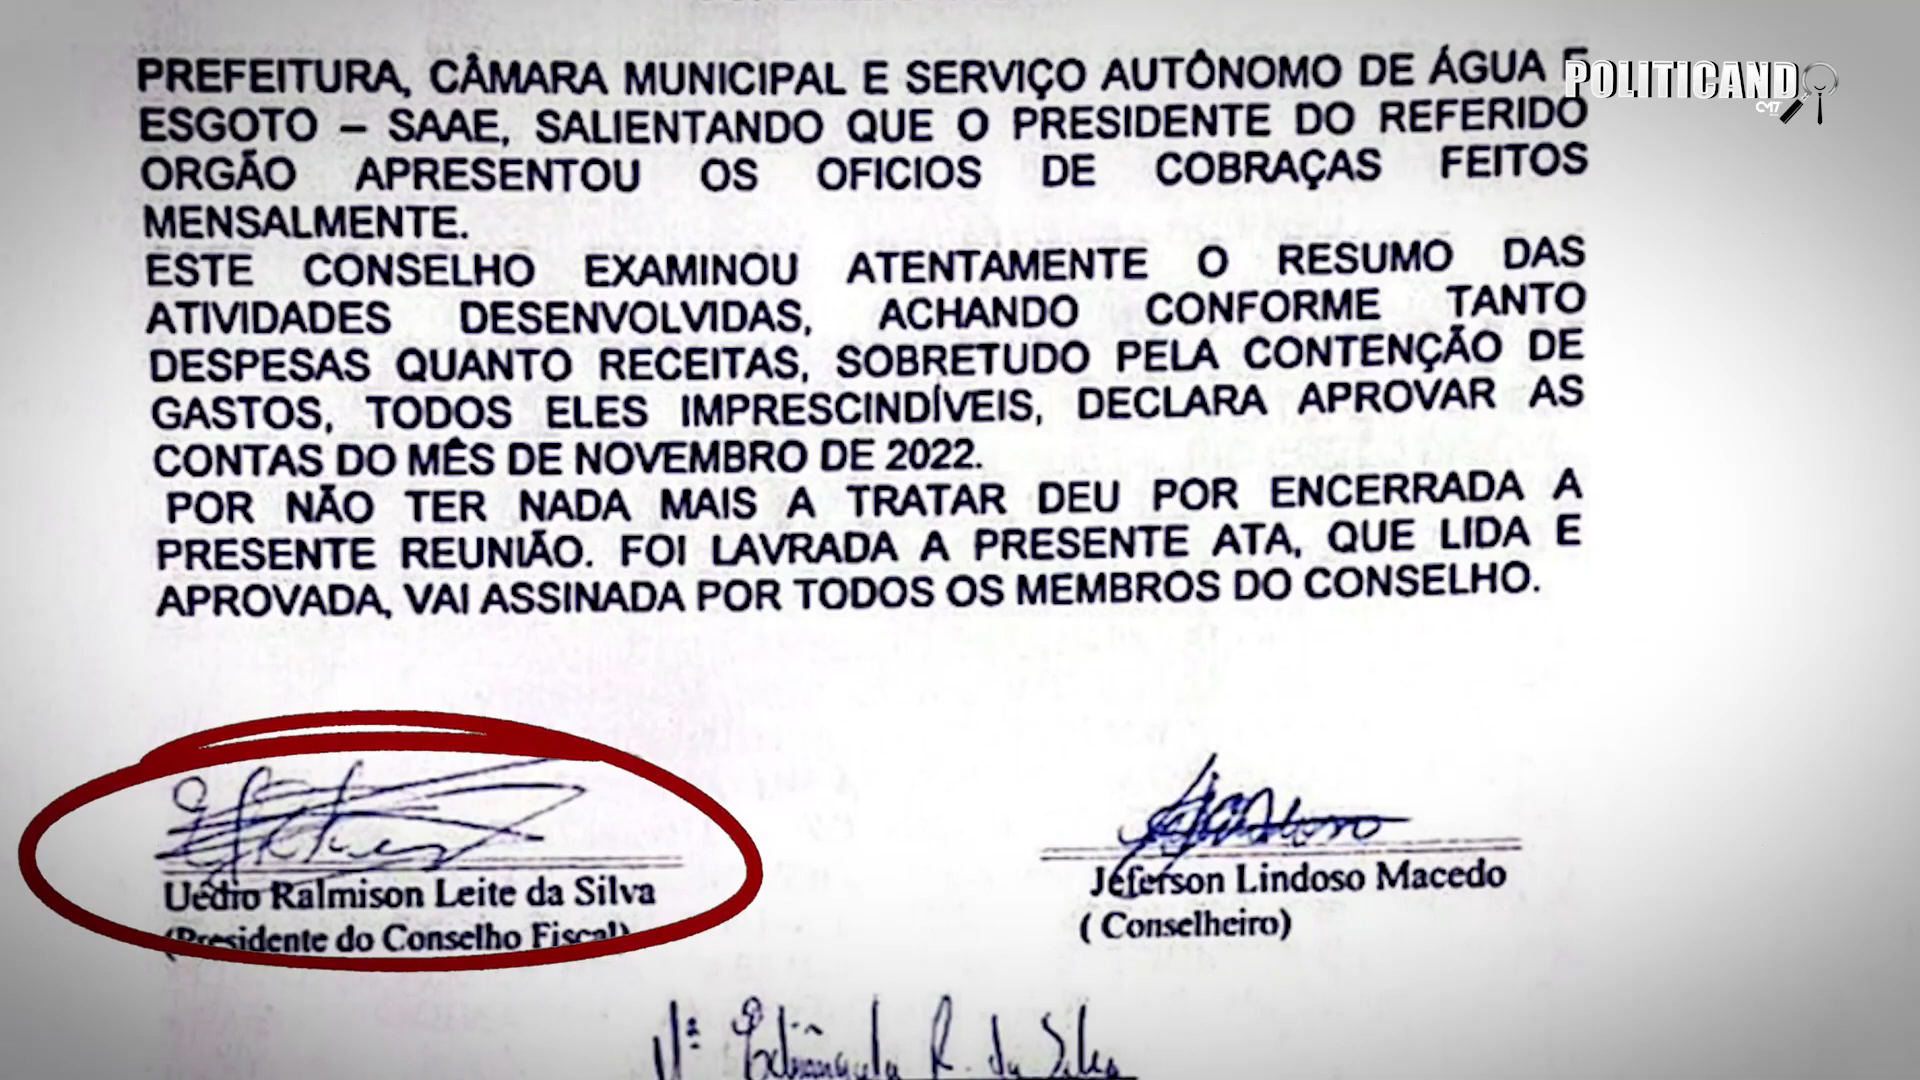 PREFEITURA, CÂMARA MUNICIPAL E SERVIÇO AUTÔNOMO DE ÁGUA E
POLITICANDO
CM7
ESGOTO – SAAE, SALIENTANDO QUE O PRESIDENTE DO REFERIDO
ORGÃO APRESENTOU OS OFICIOS DE COBRAÇAS FEITOS
MENSALMENTE.
ESTE CONSELHO EXAMINOU ATENTAMENTE O RESUMO DAS
ATIVIDADES DESENVOLVIDAS, ACHANDO CONFORME TANTO
DESPESAS QUANTO RECEITAS, SOBRETUDO PELA CONTENÇÃO DE
GASTOS, TODOS ELES IMPRESCINDÍVEIS, DECLARA APROVAR AS
CONTAS DO MÊS DE NOVEMBRO DE 2022.
POR NÃO TER NADA MAIS A TRATAR DEU POR ENCERRADA A
PRESENTE REUNIÃO. FOI LAVRADA A PRESENTE ATA, QUE LIDA E
APROVADA, VAI ASSINADA POR TODOS OS MEMBROS DO CONSELHO.
Uédio Ralmison Leite da Silva
(Presidente do Conselho Fiscal)
Jeferson Lindoso Macedo
( Conselheiro)
R. da Silva